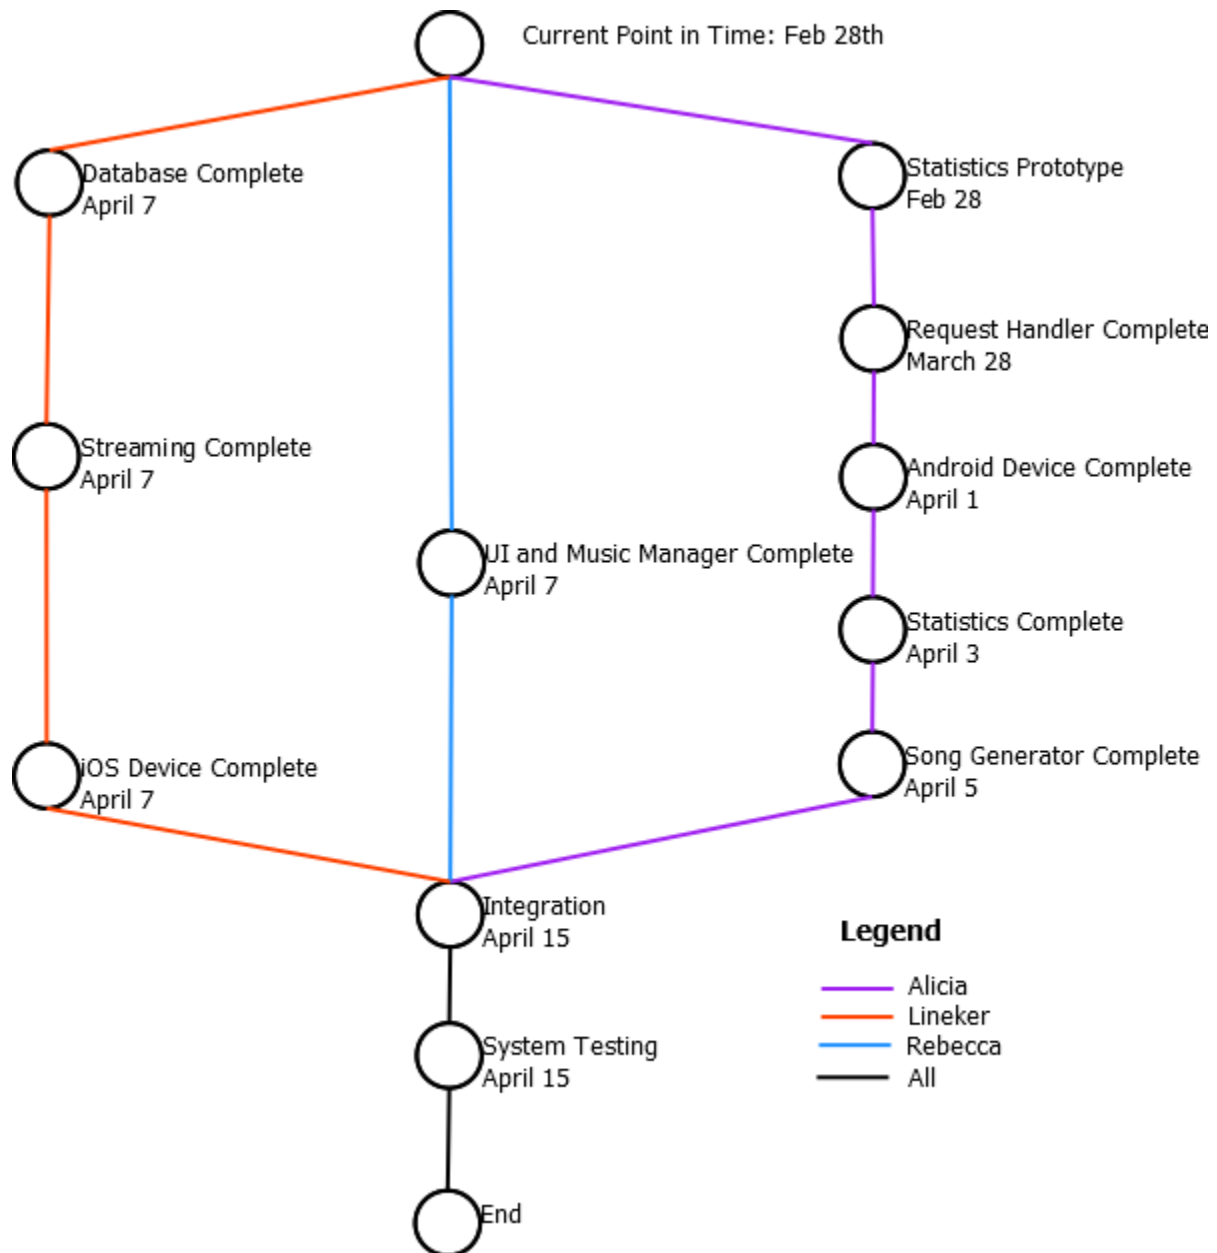 Current Point in Time: Feb 28th
Database Complete
April 7
Statistics Prototype
Feb 28
Request Handler Complete
March 28
Streaming Complete
April 7
Android Device Complete
April 1
UI and Music Manager Complete
April 7
Statistics Complete
April 3
iOS Device Complete
April 7
Song Generator Complete
April 5
Integration
April 15
System Testing
April 15
End
Legend
Alicia
Lineker
Rebecca
All